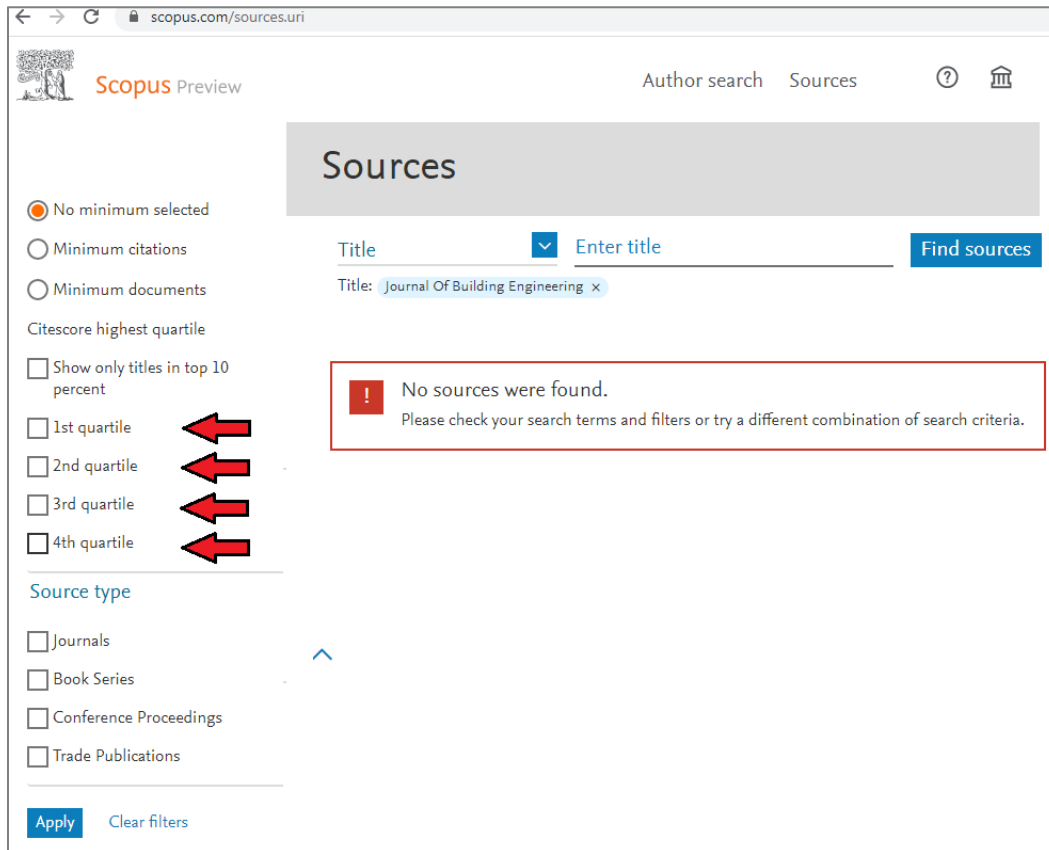 scopus.com/sources.uri
Scopus Preview
Author search Sources
Sources
No minimum selected
Minimum citations
Minimum documents
Citescore highest quartile
Show only titles in top 10
percent
1st quartile
2nd quartile
3rd quartile
4th quartile
Source type
Journals
Book Series
Conference Proceedings
Trade Publications
Apply Clear filters
Title Enter title Find sources
Title: Journal Of Building Engineering ×
! No sources were found.
Please check your search terms and filters or try a different combination of search criteria.